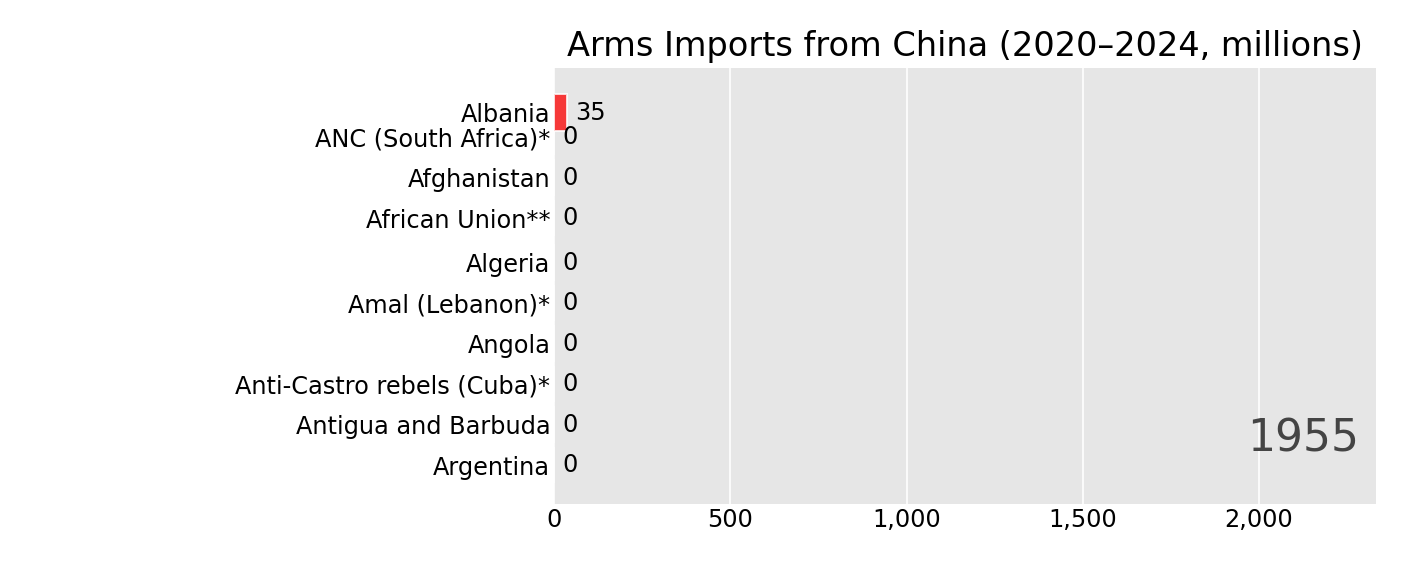 Arms Imports from China (2020–2024, millions)
Albania 35
ANC (South Africa)* 0
Afghanistan 0
African Union** 0
Algeria 0
Amal (Lebanon)* 0
Angola 0
Anti-Castro rebels (Cuba)* 0
Antigua and Barbuda 0
1955
Argentina 0
0 500 1,000 1,500 2,000